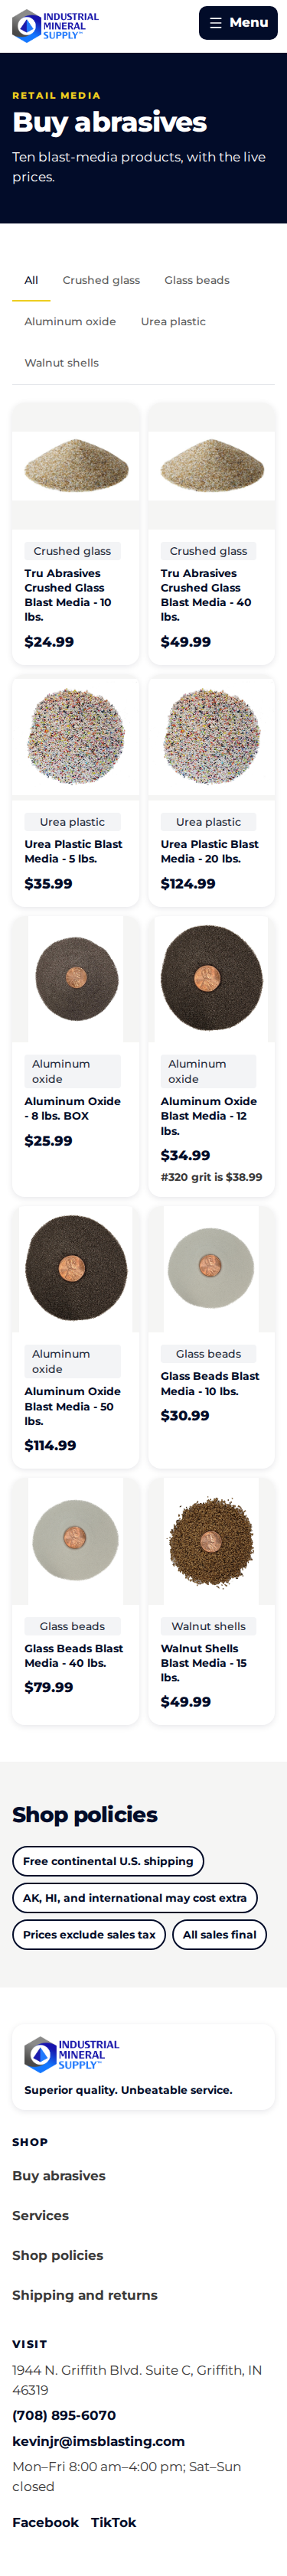 INDUSTRIAL
MINERAL
SUPPLY™
Menu
RETAIL MEDIA
Buy abrasives
Ten blast-media products, with the live
prices.
All
Crushed glass
Glass beads
Aluminum oxide
Urea plastic
Walnut shells
Crushed glass
Tru Abrasives
Crushed Glass
Blast Media - 10
lbs.
$24.99
Crushed glass
Tru Abrasives
Crushed Glass
Blast Media - 40
lbs.
$49.99
Urea plastic
Urea Plastic Blast
Media - 5 lbs.
$35.99
Urea plastic
Urea Plastic Blast
Media - 20 lbs.
$124.99
Aluminum
oxide
Aluminum Oxide
- 8 lbs. BOX
$25.99
Aluminum
oxide
Aluminum Oxide
Blast Media - 12
lbs.
$34.99
#320 grit is $38.99
Aluminum
oxide
Aluminum Oxide
Blast Media - 50
lbs.
$114.99
Glass beads
Glass Beads Blast
Media - 10 lbs.
$30.99
Glass beads
Glass Beads Blast
Media - 40 lbs.
$79.99
Walnut shells
Walnut Shells
Blast Media - 15
lbs.
$49.99
Shop policies
Free continental U.S. shipping
AK, HI, and international may cost extra
Prices exclude sales tax
All sales final
INDUSTRIAL
MINERAL
SUPPLY™
Superior quality. Unbeatable service.
SHOP
Buy abrasives
Services
Shop policies
Shipping and returns
VISIT
1944 N. Griffith Blvd. Suite C, Griffith, IN
46319
(708) 895-6070
kevinjr@imsblasting.com
Mon–Fri 8:00 am–4:00 pm; Sat–Sun
closed
Facebook
TikTok